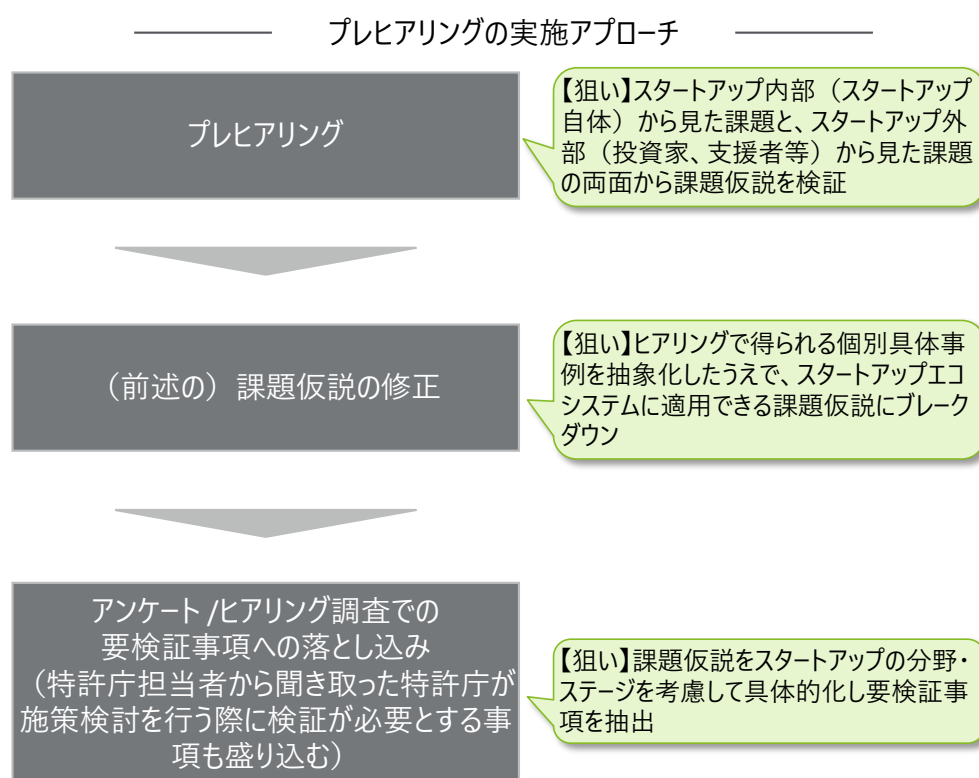 プレヒアリングの実施アプローチ
プレヒアリング
【狙い】スタートアップ内部（スタートアップ
自体）から見た課題と、スタートアップ外
部（投資家、支援者等）から見た課題
の両面から課題仮説を検証
（前述の）課題仮説の修正
【狙い】ヒアリングで得られる個別具体事
例を抽象化したうえで、スタートアップエコ
システムに適用できる課題仮説にブレーク
ダウン
アンケート /ヒアリング調査での
要検証事項への落とし込み
（特許庁担当者から聞き取った特許庁が
施策検討を行う際に検証が必要とする事
項も盛り込む）
【狙い】課題仮説をスタートアップの分野・
ステージを考慮して具体的化し要検証事
項を抽出